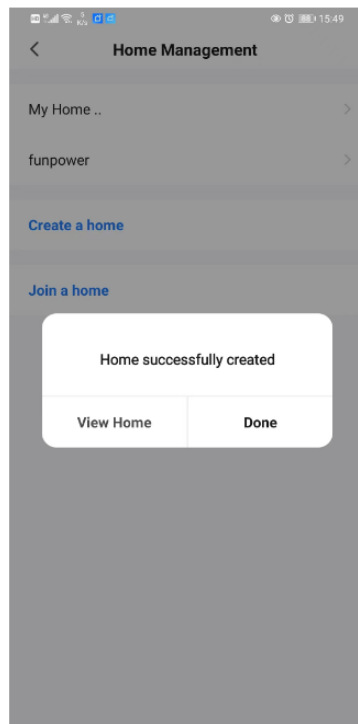 15:49
Home Management
My Home ..
funpower
Create a home
Join a home
Home successfully created
View Home
Done